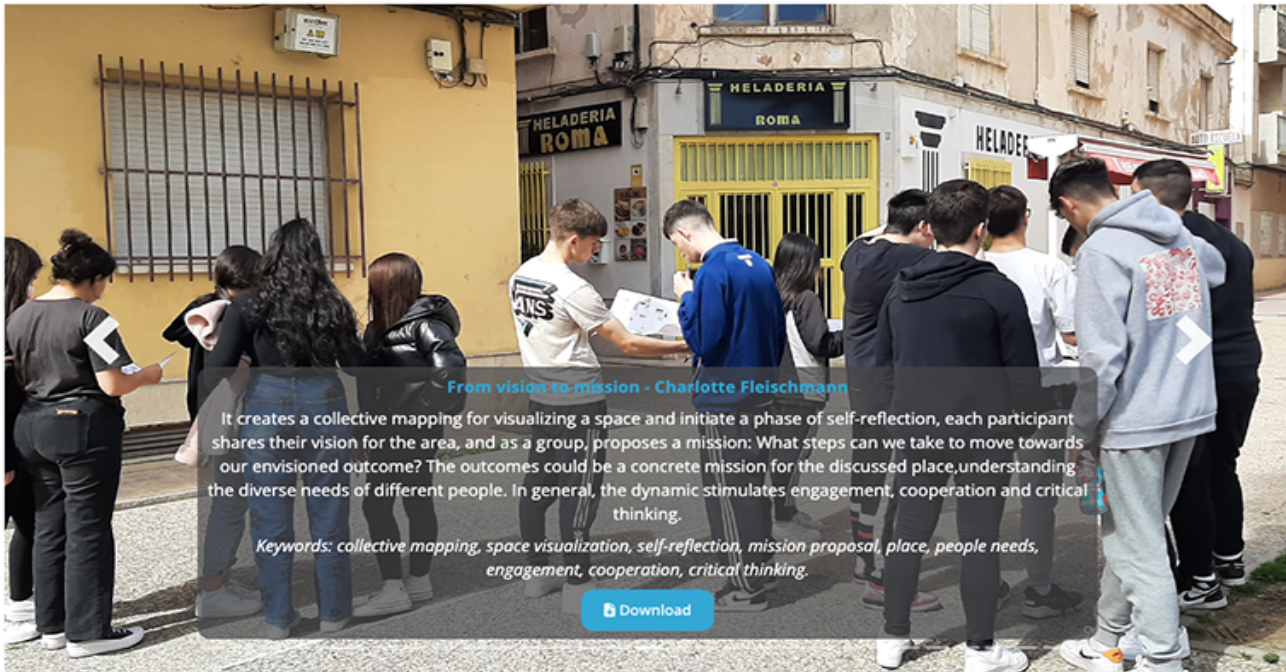 HELADERIA
ROMA
HELADERIA
ROMA
HELADER
AUTO ESCUELA
ANS
From vision to mission - Charlotte Fleischmann
It creates a collective mapping for visualizing a space and initiate a phase of self-reflection, each participant
shares their vision for the area, and as a group, proposes a mission: What steps can we take to move towards
our envisioned outcome? The outcomes could be a concrete mission for the discussed place,understanding
the diverse needs of different people. In general, the dynamic stimulates engagement, cooperation and critical
thinking.
Keywords: collective mapping, space visualization, self-reflection, mission proposal, place, people needs,
engagement, cooperation, critical thinking.
Download